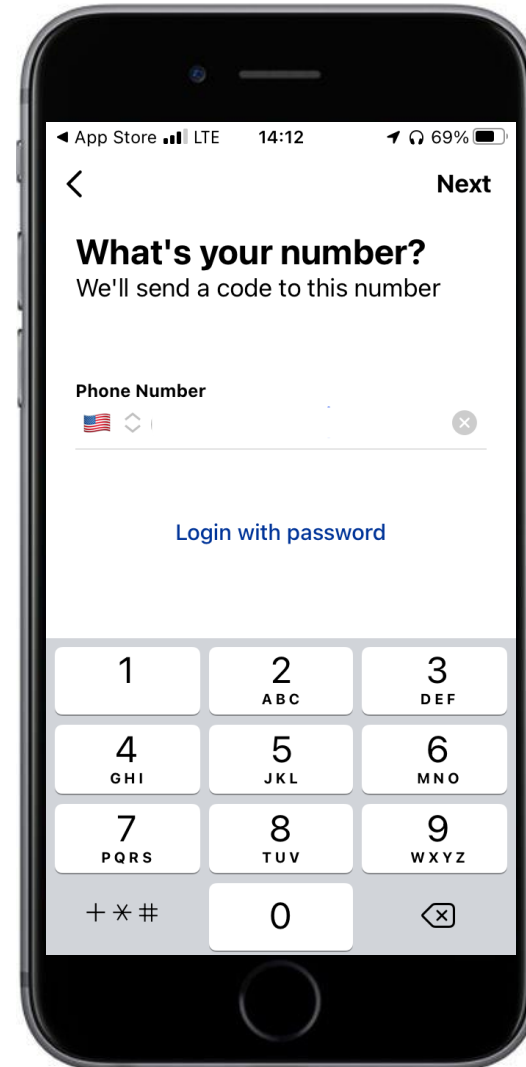 App Store LTE 14:12 69%
Next
What's your number?
We'll send a code to this number
Phone Number
Login with password
1 2 3
ABC DEF
4 5 6
GHI JKL MNO
7 8 9
PQRS TUV WXYZ
+*# 0